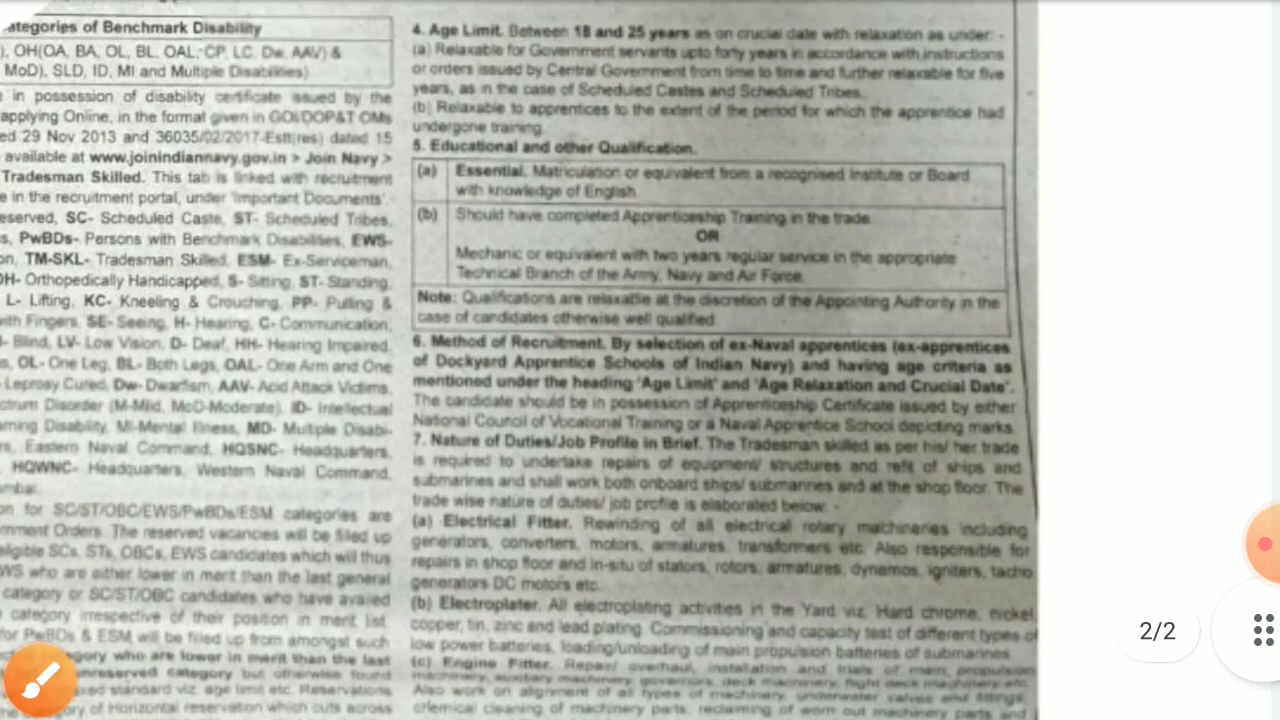 ategories of Benchmark Disability
), OH(OA, BA, OL, BL, OAL, CP, LC, Dw, AAV) &
MoD), SLD, ID, MI and Multiple Disabilities)
e in possession of disability certificate issued by the
applying Online, in the format given in GOI/DOP&T OMs
ed 29 Nov 2013 and 36035/02/2017-Estt(res) dated 15
available at www.joinindiannavy.gov.in > Join Navy >
Tradesman Skilled. This tab is linked with recruitment
e in the recruitment portal, under 'Important Documents'.
eserved, SC- Scheduled Caste, ST- Scheduled Tribes,
s, PwBDs- Persons with Benchmark Disabilities, EWS-
on, TM-SKL- Tradesman Skilled, ESM- Ex-Serviceman,
OH- Orthopedically Handicapped, S- Sitting, ST- Standing,
L- Lifting, KC- Kneeling & Crouching, PP- Pulling &
with Fingers, SE- Seeing, H- Hearing, C- Communication,
- Blind, LV- Low Vision, D- Deaf, HH- Hearing Impaired,
s, OL- One Leg, BL- Both Legs, OAL- One Arm and One
- Leprosy Cured, Dw- Dwarfism, AAV- Acid Attack Victims,
ctrum Disorder (M-Mild, MoD-Moderate), ID- Intellectual
rning Disability, MI-Mental Illness, MD- Multiple Disabi-
rs, Eastern Naval Command, HQSNC- Headquarters,
HQWNC- Headquarters, Western Naval Command,
umbai.
on for SC/ST/OBC/EWS/PwBDs/ESM categories are
rnment Orders. The reserved vacancies will be filled up
eligible SCs, STs, OBCs, EWS candidates which will thus
WS who are either lower in merit than the last general
category or SC/ST/OBC candidates who have availed
r category irrespective of their position in merit list.
for PwBDs & ESM will be filled up from amongst such
egory who are lower in merit than the last
unreserved category but otherwise found
xed standard viz. age limit etc. Reservations
egory of Horizontal reservation which cuts across
4. Age Limit. Between 18 and 25 years as on crucial date with relaxation as under: -
(a) Relaxable for Government servants upto forty years in accordance with instructions
or orders issued by Central Government from time to time and further relaxable for five
years, as in the case of Scheduled Castes and Scheduled Tribes.
(b) Relaxable to apprentices to the extent of the period for which the apprentice had
undergone training.
5. Educational and other Qualification.
(a) Essential. Matriculation or equivalent from a recognised Institute or Board
with knowledge of English.
(b) Should have completed Apprenticeship Training in the trade.
OR
Mechanic or equivalent with two years regular service in the appropriate
Technical Branch of the Army, Navy and Air Force.
Note: Qualifications are relaxable at the discretion of the Appointing Authority in the
case of candidates otherwise well qualified
6. Method of Recruitment. By selection of ex-Naval apprentices (ex-apprentices
of Dockyard Apprentice Schools of Indian Navy) and having age criteria as
mentioned under the heading 'Age Limit' and 'Age Relaxation and Crucial Date'.
The candidate should be in possession of Apprenticeship Certificate issued by either
National Council of Vocational Training or a Naval Apprentice School depicting marks.
7. Nature of Duties/Job Profile in Brief. The Tradesman skilled as per his/ her trade
is required to undertake repairs of equipment/ structures and refit of ships and
submarines and shall work both onboard ships/ submarines and at the shop floor. The
trade wise nature of duties/ job profile is elaborated below: -
(a) Electrical Fitter. Rewinding of all electrical rotary machineries including
generators, converters, motors, armatures, transformers etc. Also responsible for
repairs in shop floor and in-situ of stators, rotors, armatures, dynamos, igniters, tacho
generators DC motors etc.
(b) Electroplater. All electroplating activities in the Yard viz. Hard chrome, nickel,
copper, tin, zinc and lead plating. Commissioning and capacity test of different types of
low power batteries, loading/unloading of main propulsion batteries of submarines.
(c) Engine Fitter. Repair/ overhaul, installation and trials of main propulsion
machinery, auxiliary machinery, governors, deck machinery, flight deck machinery etc.
Also work on alignment of all types of machinery, underwater valves and fittings,
chemical cleaning of machinery parts, reclaiming of worn out machinery parts and
2/2